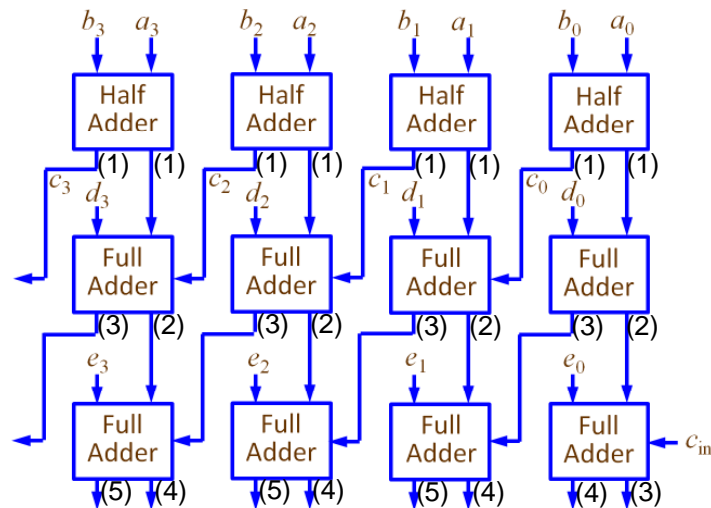 b3 a3 b2 a2 b1 a1 b0 a0
Half Adder Half Adder Half Adder Half Adder
(1) (1) (1) (1) (1) (1) (1) (1)
c3 c2 c1 c0
d3 d2 d1 d0
Full Adder Full Adder Full Adder Full Adder
(3) (2) (3) (2) (3) (2) (3) (2)
e3 e2 e1 e0
Full Adder Full Adder Full Adder Full Adder cin
(5) (4) (5) (4) (5) (4) (4) (3)